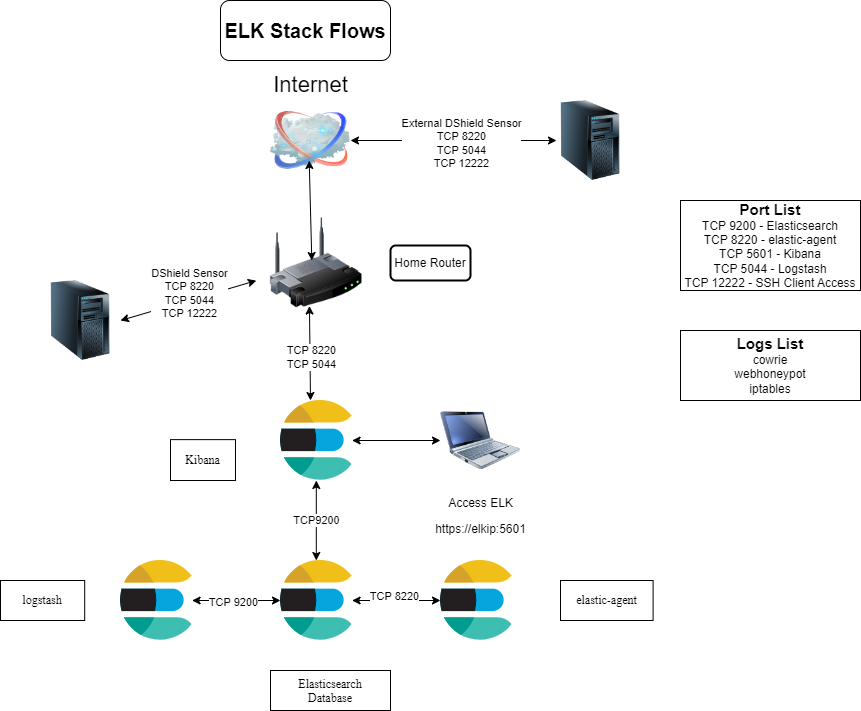 ELK Stack Flows
Internet
External DShield Sensor
TCP 8220
TCP 5044
TCP 12222
Port List
TCP 9200 - Elasticsearch
TCP 8220 - elastic-agent
TCP 5601 - Kibana
TCP 5044 - Logstash
TCP 12222 - SSH Client Access
Home Router
DShield Sensor
TCP 8220
TCP 5044
TCP 12222
Logs List
cowrie
webhoneypot
iptables
TCP 8220
TCP 5044
Kibana
Access ELK
https://elkip:5601
TCP9200
logstash
TCP 9200
TCP 8220
elastic-agent
Elasticsearch
Database